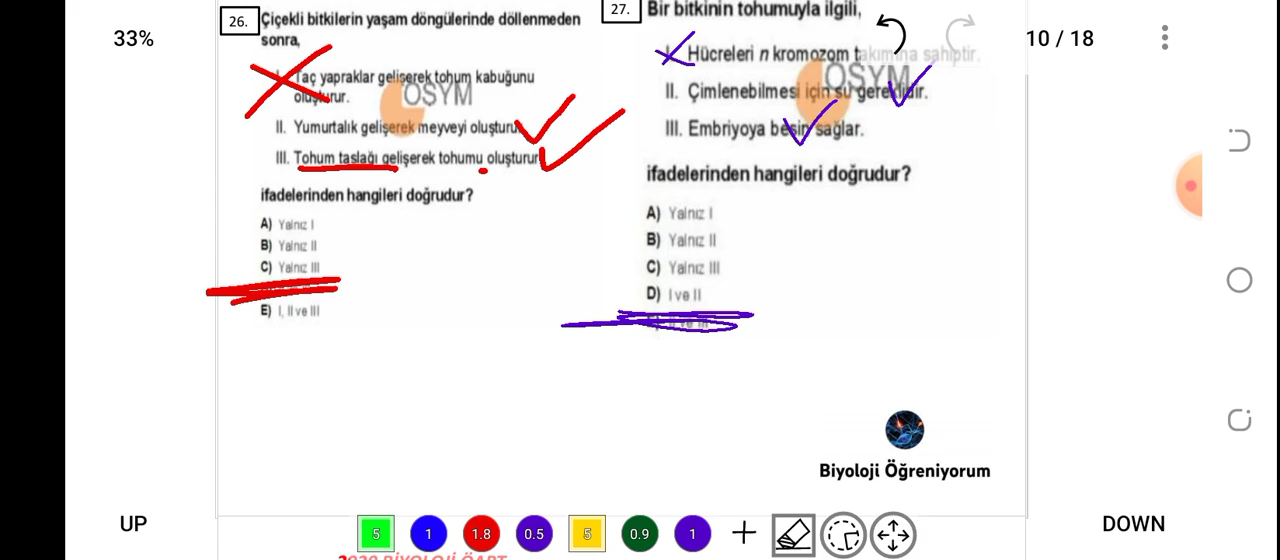 33%
10 / 18
26.
Çiçekli bitkilerin yaşam döngülerinde döllenmeden
sonra,
Taç yapraklar gelişerek tohum kabuğunu
oluşturur.
II. Yumurtalık gelişerek meyveyi oluşturur
III. Tohum taslağı gelişerek tohumu oluşturur
ÖSYM
ifadelerinden hangileri doğrudur?
A) Yalnız I
B) Yalnız II
C) Yalnız III
E) I, II ve III
27.
Bir bitkinin tohumuyla ilgili,
I. Hücreleri n kromozom takımına sahiptir.
II. Çimlenebilmesi için su gereklidir.
III. Embriyoya besin sağlar.
ÖSYM
ifadelerinden hangileri doğrudur?
A) Yalnız I
B) Yalnız II
C) Yalnız III
D) I ve II
Biyoloji Öğreniyorum
UP
5
1
1.8
0.5
5
0.9
1
DOWN